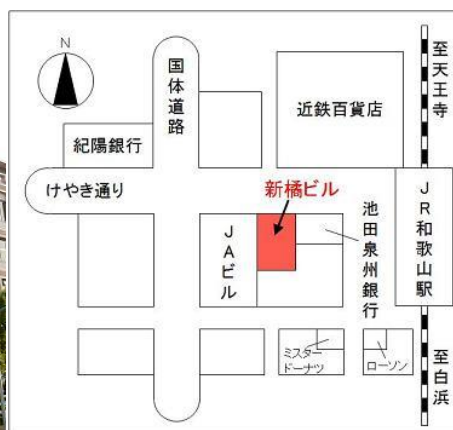 N
国体道路
至天王寺
近鉄百貨店
紀陽銀行
けやき通り
新橘ビル
JR和歌山駅
JAビル
池田泉州銀行
ミスター
ドーナツ
ローソン
至白浜